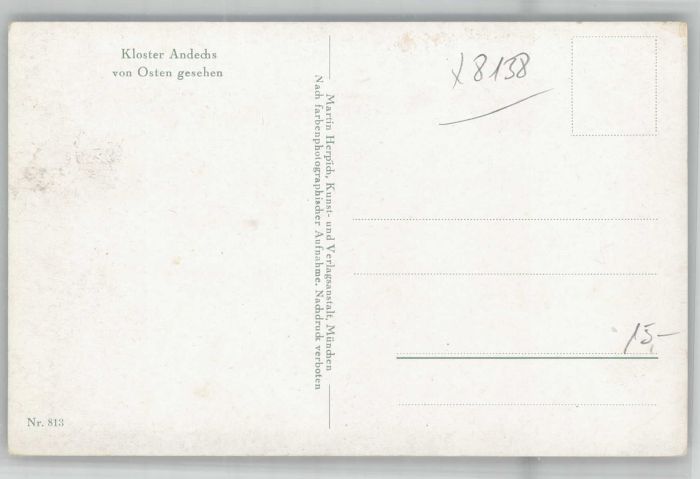 Kloster Andechs
von Osten gesehen
Nr. 813
Martin Herpich, Kunst- und Verlagsanstalt, München
Nach farbenphotographischer Aufnahme. Nachdruck verboten
x8138
15,-